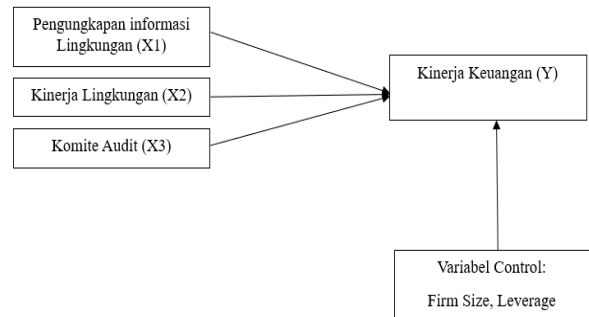 Pengungkapan informasi
Lingkungan (X1)
Kinerja Lingkungan (X2)
Komite Audit (X3)
Kinerja Keuangan (Y)
Variabel Control:
Firm Size, Leverage